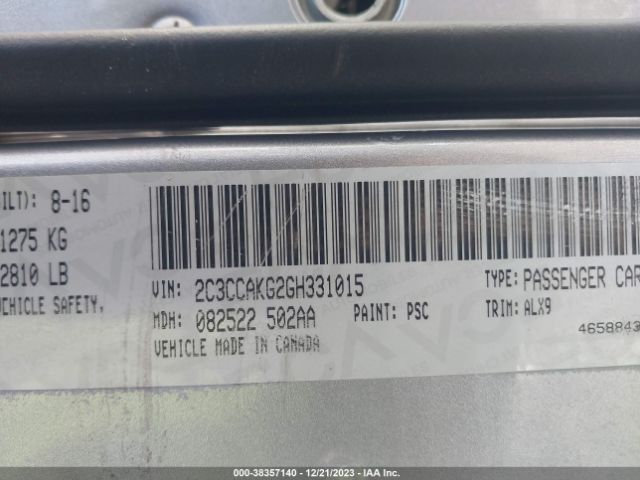 ILT): 8-16
1275 KG
2810 LB
VEHICLE SAFETY,
VIN: 2C3CCAKG2GH331015
TYPE: PASSENGER CAR
MDH: 082522 502AA
PAINT: PSC
TRIM: ALX9
VEHICLE MADE IN CANADA
4658843
000-38357140 - 12/21/2023 - IAA Inc.